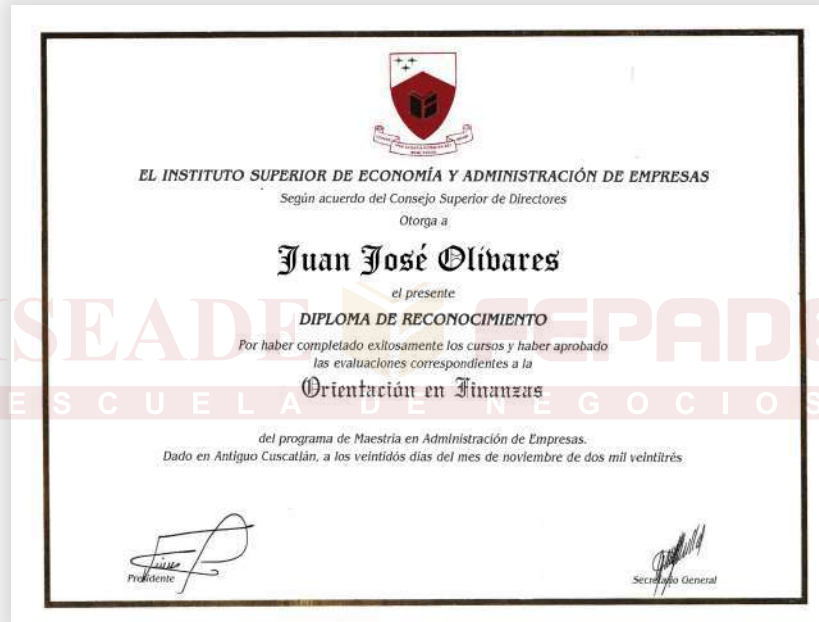 EL INSTITUTO SUPERIOR DE ECONOMÍA Y ADMINISTRACIÓN DE EMPRESAS
Según acuerdo del Consejo Superior de Directores
Otorga a
Juan José Olivares
el presente
DIPLOMA DE RECONOCIMIENTO
Por haber completado exitosamente los cursos y haber aprobado
las evaluaciones correspondientes a la
Orientación en Finanzas
del programa de Maestría en Administración de Empresas.
Dado en Antiguo Cuscatlán, a los veintidós días del mes de noviembre de dos mil veintitrés
Presidente
Secretario General
ISEADE FEPADE
ESCUELA DE NEGOCIOS